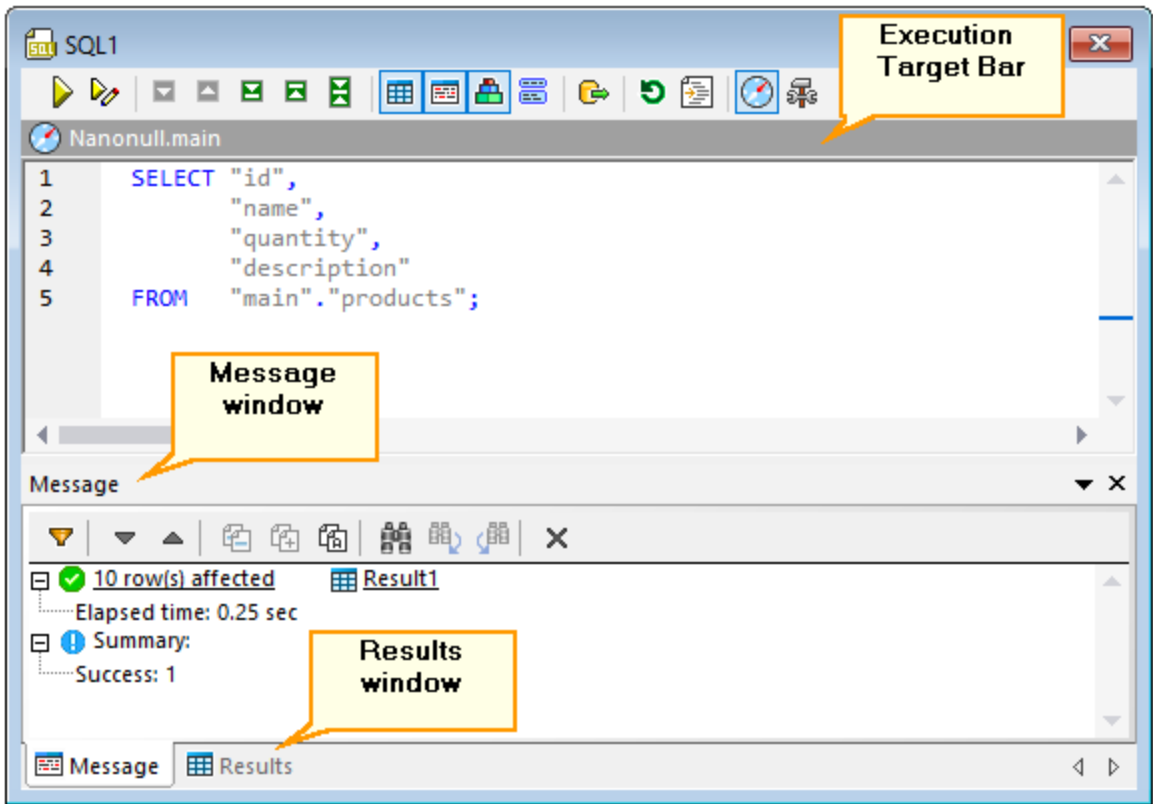 SQL1
Execution
Target Bar
Nanonull.main
1 SELECT "id",
2 "name",
3 "quantity",
4 "description"
5 FROM "main"."products";
Message
window
Message
10 row(s) affected Result1
Elapsed time: 0.25 sec
Summary:
Success: 1
Results
window
Message Results